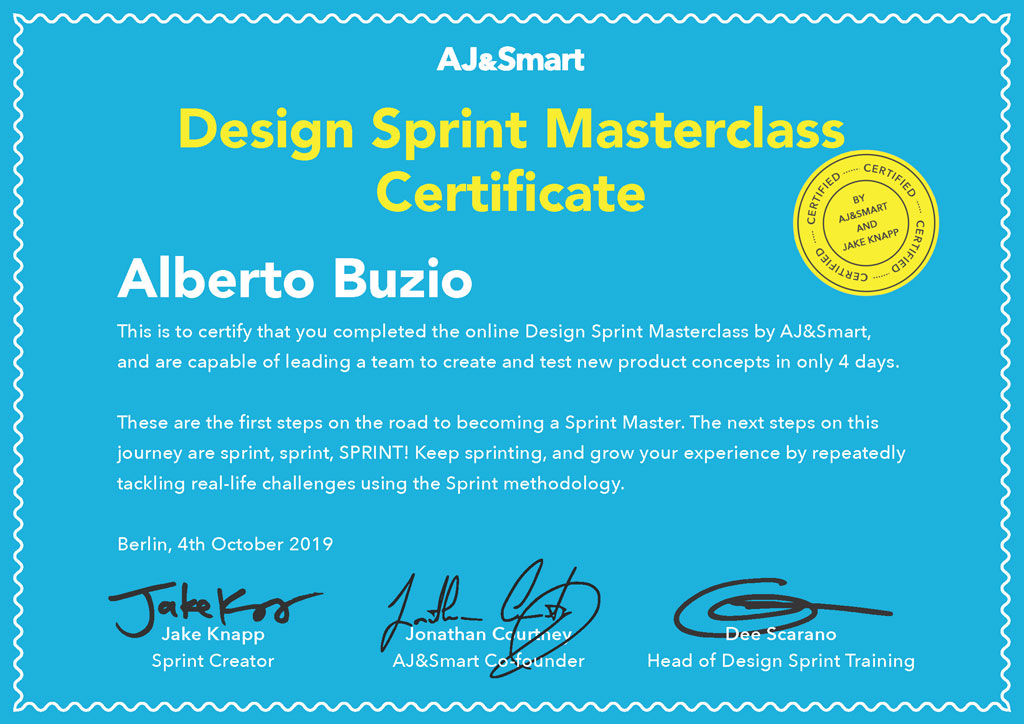 AJ&Smart
Design Sprint Masterclass
Certificate
CERTIFIED ...... CERTIFIED ..... CERTIFIED ...... CERTIFIED ..... CERTIFIED .....
BY
AJ&SMART
AND
JAKE KNAPP
Alberto Buzio
This is to certify that you completed the online Design Sprint Masterclass by AJ&Smart,
and are capable of leading a team to create and test new product concepts in only 4 days.
These are the first steps on the road to becoming a Sprint Master. The next steps on this
journey are sprint, sprint, SPRINT! Keep sprinting, and grow your experience by repeatedly
tackling real-life challenges using the Sprint methodology.
Berlin, 4th October 2019
Jake Knapp
Jake Knapp
Sprint Creator
Jonathan Courtney
AJ&Smart Co-founder
Dee Scarano
Head of Design Sprint Training